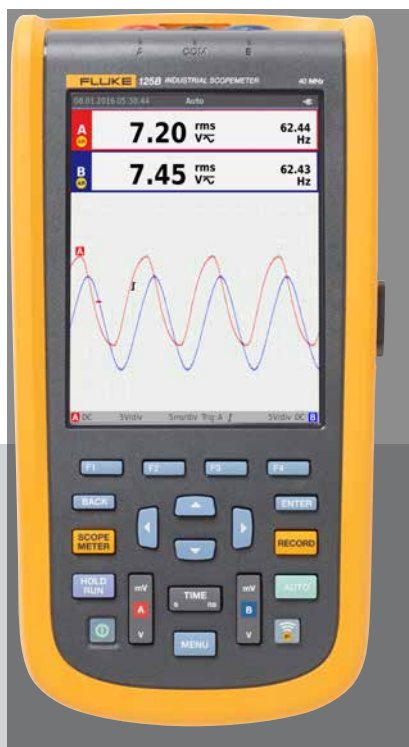 A COM B
FLUKE 125B INDUSTRIAL SCOPEMETER 40 MHz
08.01.2016 05:30:44 Auto
A 7.20 rms 62.44
V Hz
B 7.45 rms 62.43
V Hz
A
A DC 5V/div 5ms/div Trig:A 5V/div DC B
F1 F2 F3 F4
BACK ENTER
SCOPE
METER RECORD
HOLD
RUN mV TIME mV AUTO
A s ns B
V MENU V